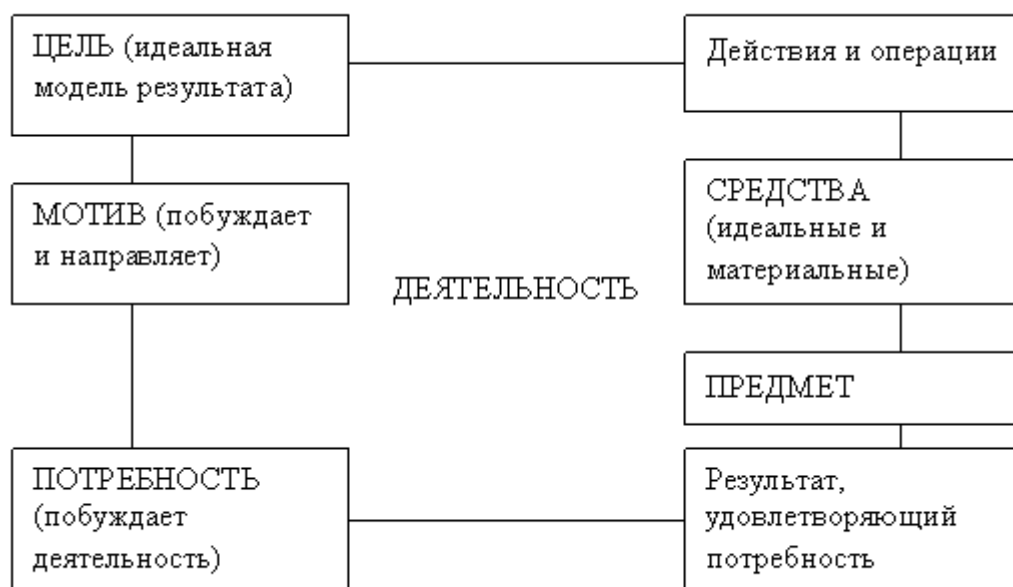 ЦЕЛЬ (идеальная
модель результата)
Действия и операции
МОТИВ (побуждает
и направляет)
СРЕДСТВА
(идеальные и
материальные)
ДЕЯТЕЛЬНОСТЬ
ПРЕДМЕТ
ПОТРЕБНОСТЬ
(побуждает
деятельность)
Результат,
удовлетворяющий
потребность